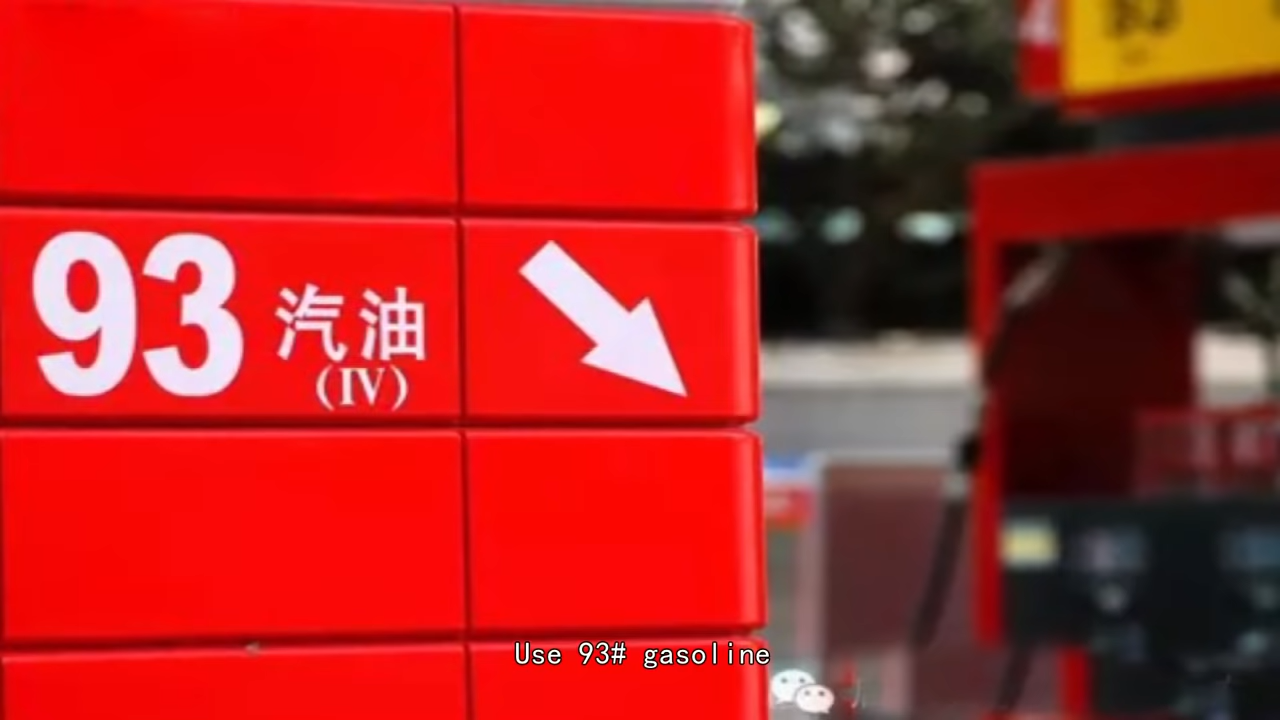 93 汽油
(IV)
Use 93# gasoline